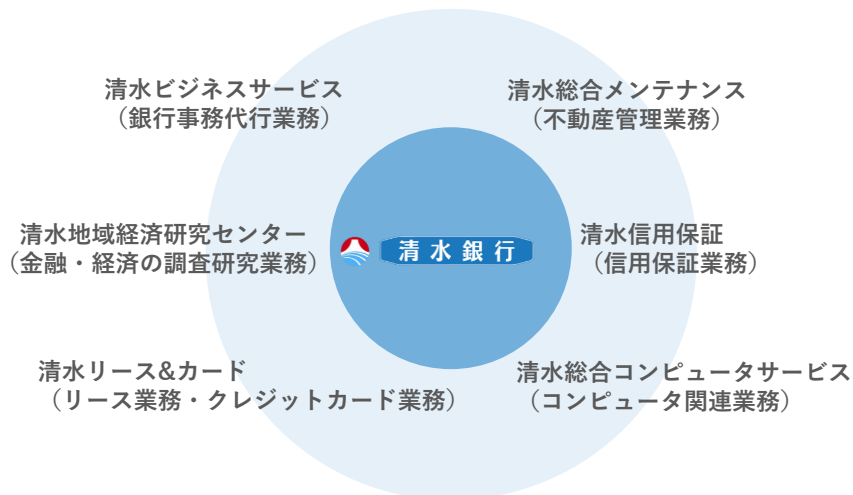 清水ビジネスサービス
（銀行事務代行業務）
清水総合メンテナンス
（不動産管理業務）
清水地域経済研究センター
（金融・経済の調査研究業務）
清水銀行
清水信用保証
（信用保証業務）
清水リース&カード
（リース業務・クレジットカード業務）
清水総合コンピュータサービス
（コンピュータ関連業務）